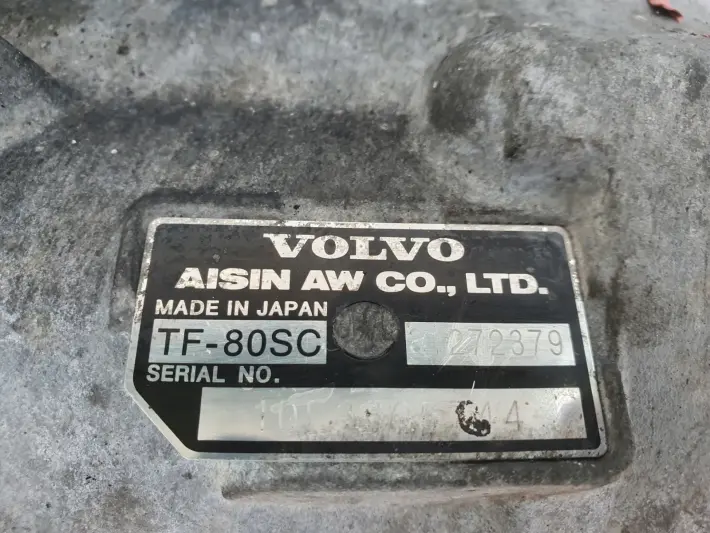 VOLVO
AISIN AW CO., LTD.
MADE IN JAPAN
TF-80SC 272379
SERIAL NO.